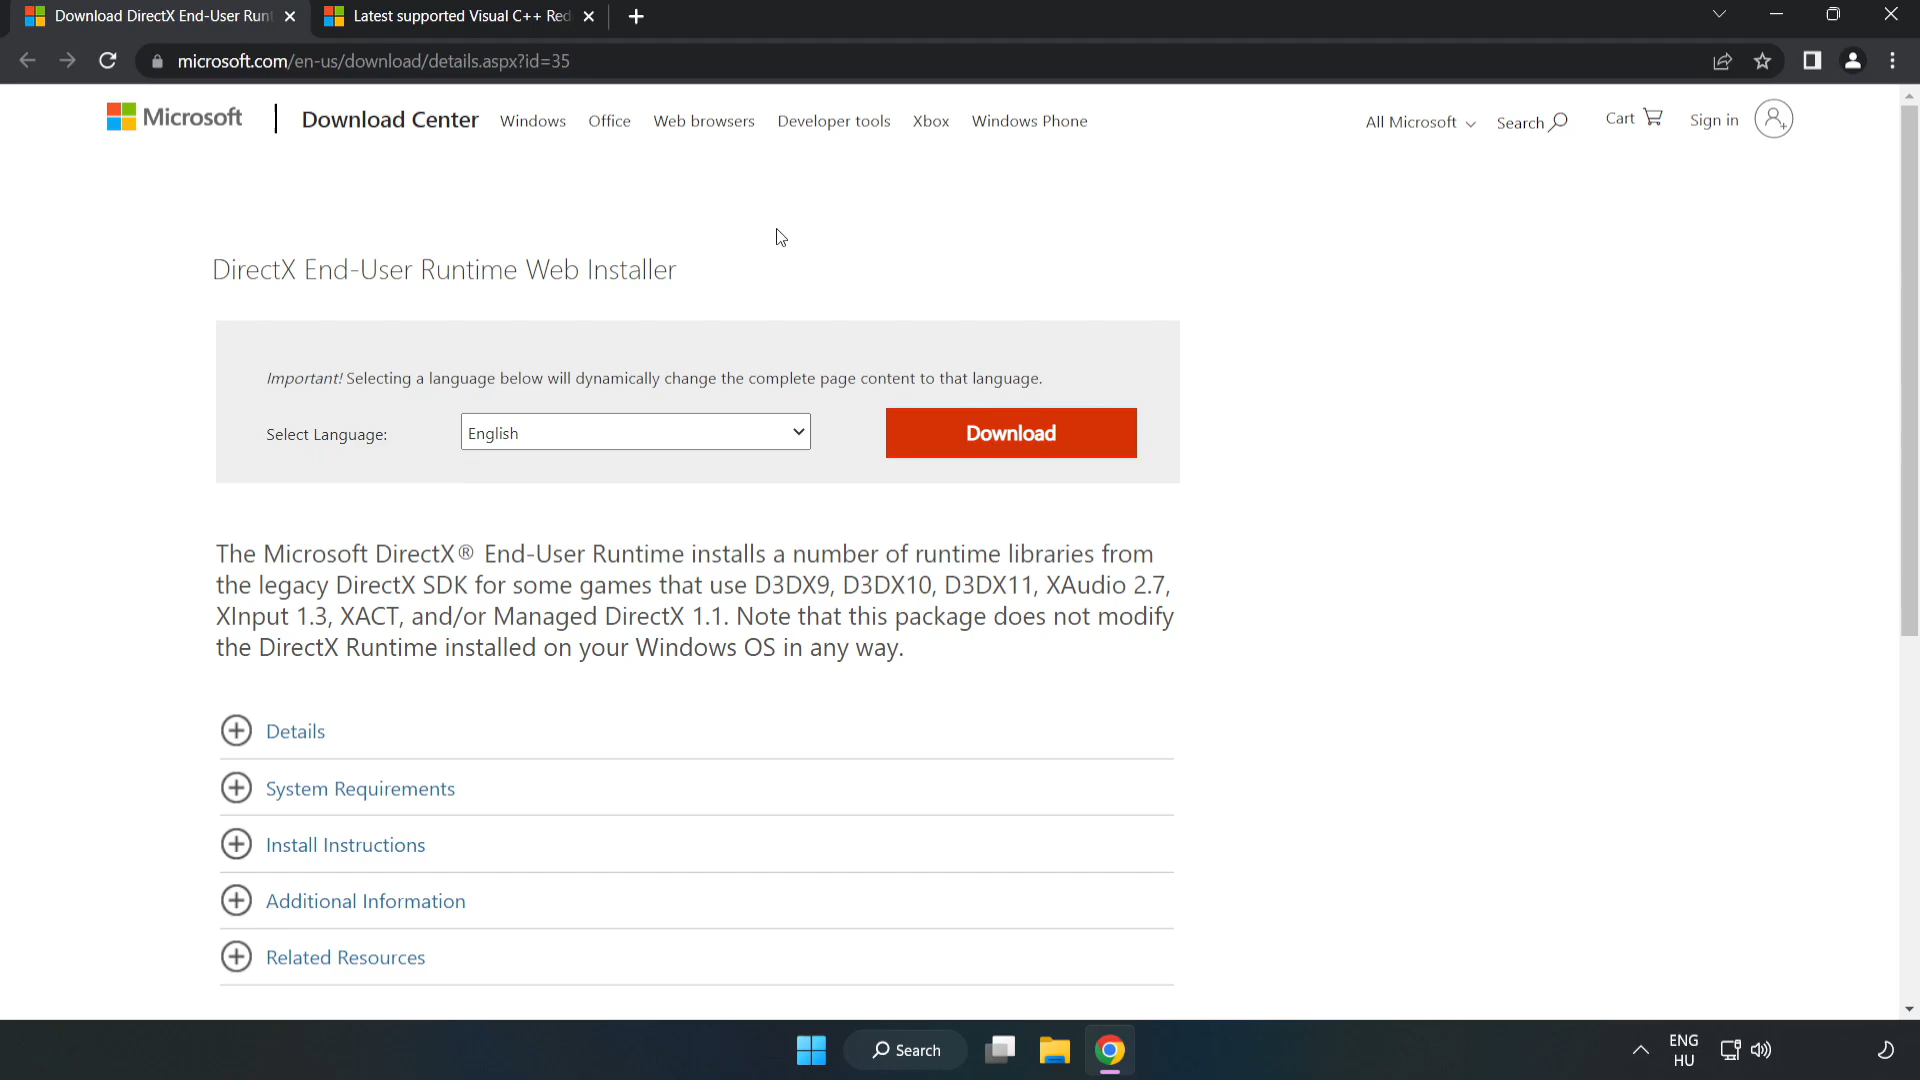 Download DirectX End-User Runt
Latest supported Visual C++ Red
microsoft.com/en-us/download/details.aspx?id=35
Microsoft
Download Center
Windows
Office
Web browsers
Developer tools
Xbox
Windows Phone
All Microsoft
Search
Cart
Sign in
DirectX End-User Runtime Web Installer
Important! Selecting a language below will dynamically change the complete page content to that language.
Select Language:
English
Download
The Microsoft DirectX® End-User Runtime installs a number of runtime libraries from
the legacy DirectX SDK for some games that use D3DX9, D3DX10, D3DX11, XAudio 2.7,
XInput 1.3, XACT, and/or Managed DirectX 1.1. Note that this package does not modify
the DirectX Runtime installed on your Windows OS in any way.
Details
System Requirements
Install Instructions
Additional Information
Related Resources
Search
ENG
HU